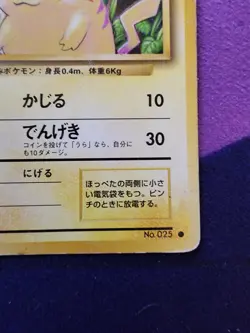 みポケモン：身長0.4m、体重6Kg
かじる 10
でんげき 30
コインを投げて「うら」なら、自分に
も10ダメージ。
にげる
ほっぺたの両側に小さ
い電気袋をもつ。ピン
チのときに放電する。
No.025 ●